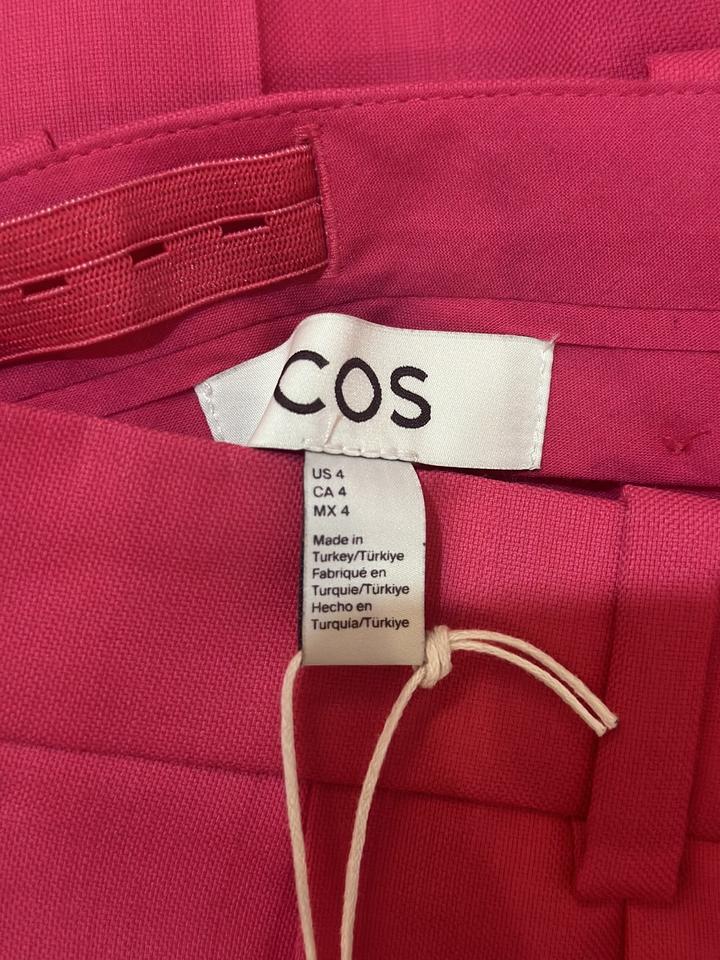 COS
US 4
CA 4
MX 4
Made in
Turkey/Türkiye
Fabriqué en
Turquie/Türkiye
Hecho en
Turquía/Türkiye